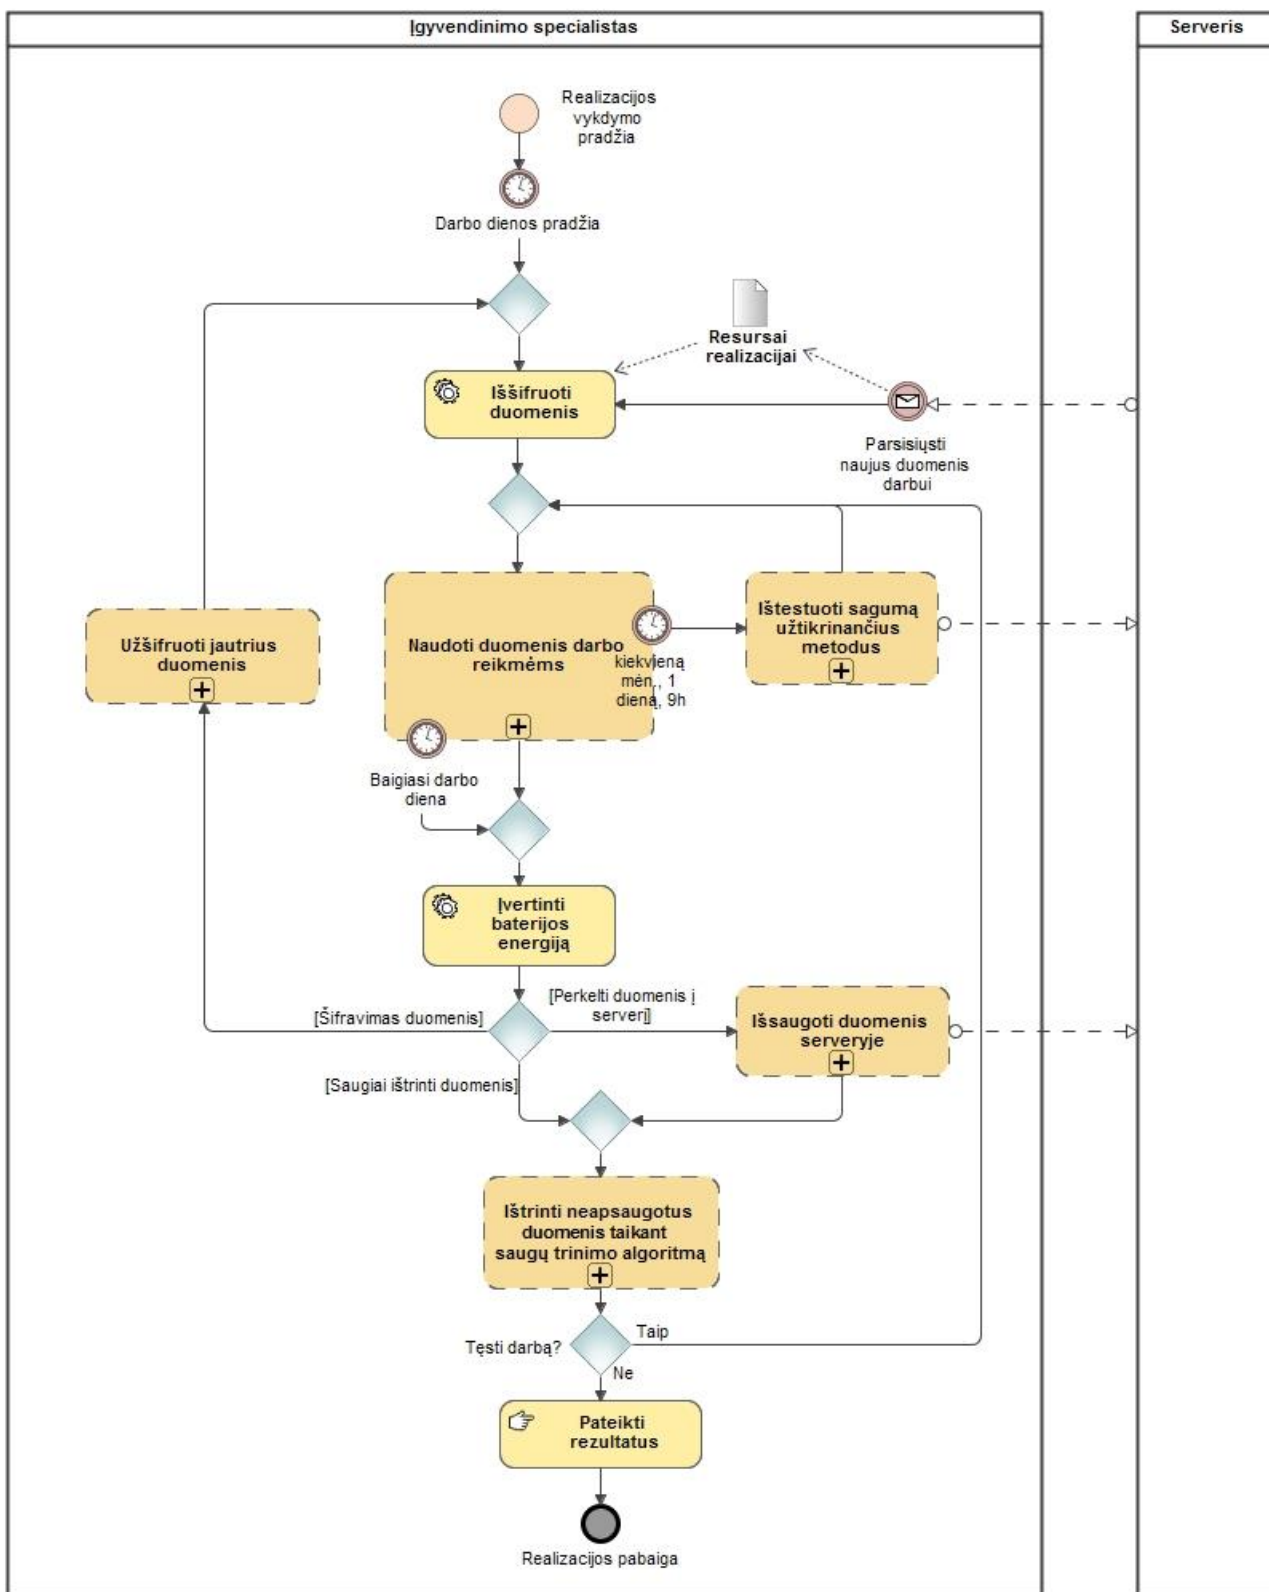 Įgyvendinimo specialistas
Serveris
Realizacijos
vykdymo
pradžia
Darbo dienos pradžia
Resursai
realizacijai
Iššifruoti
duomenis
Parsisiųsti
naujus duomenis
darbui
Užšifruoti jautrius
duomenis
Naudoti duomenis darbo
reikmėms
kiekvieną
mėn., 1
dieną, 9h
Ištestuoti sagumą
užtikrinančius
metodus
Baigiasi darbo
diena
Įvertinti
baterijos
energiją
[Šifravimas duomenis]
[Perkelti duomenis į
serverį]
Išsaugoti duomenis
serveryje
[Saugiai ištrinti duomenis]
Ištrinti neapsaugotus
duomenis taikant
saugų trinimo algoritmą
Tęsti darbą?
Taip
Ne
Pateikti
rezultatus
Realizacijos pabaiga